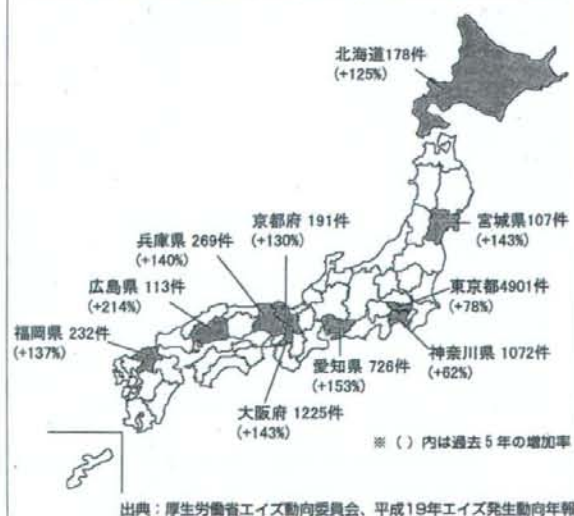 北海道178件
(+125%)
京都府 191件
(+130%)
兵庫県 269件
(+140%)
宮城県107件
(+143%)
広島県 113件
(+214%)
東京都4901件
(+78%)
福岡県 232件
(+137%)
神奈川県 1072件
(+62%)
愛知県 726件
(+153%)
大阪府 1225件
(+143%)
※（ ）内は過去5年の増加率
出典：厚生労働省エイズ動向委員会、平成19年エイズ発生動向年報